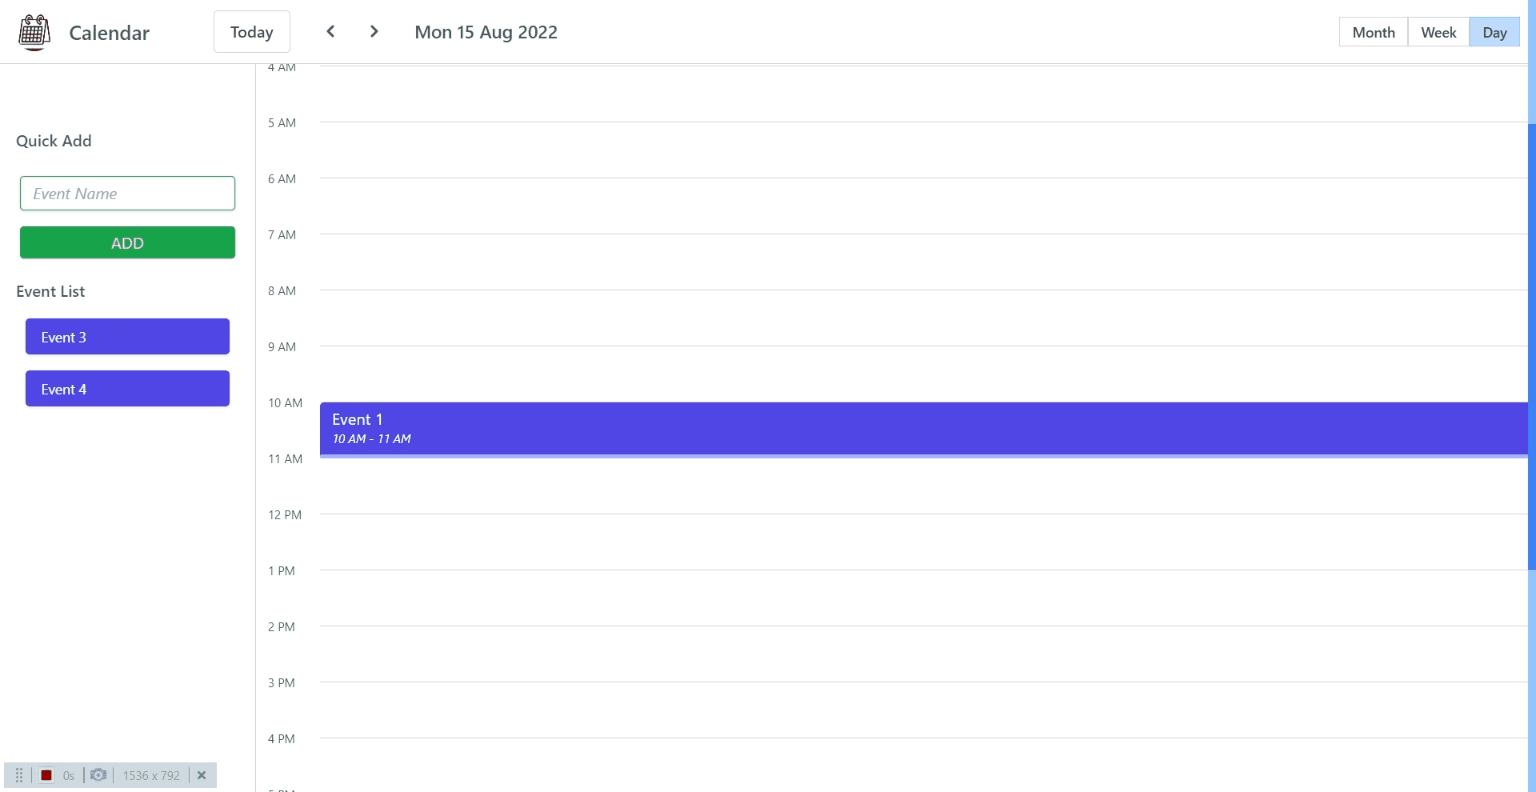 Calendar
Today
Mon 15 Aug 2022
Month Week Day
Quick Add
Event Name
ADD
Event List
Event 3
Event 4
4 AM
5 AM
6 AM
7 AM
8 AM
9 AM
10 AM
Event 1
10 AM - 11 AM
11 AM
12 PM
1 PM
2 PM
3 PM
4 PM
5 PM
0s 1536 x 792